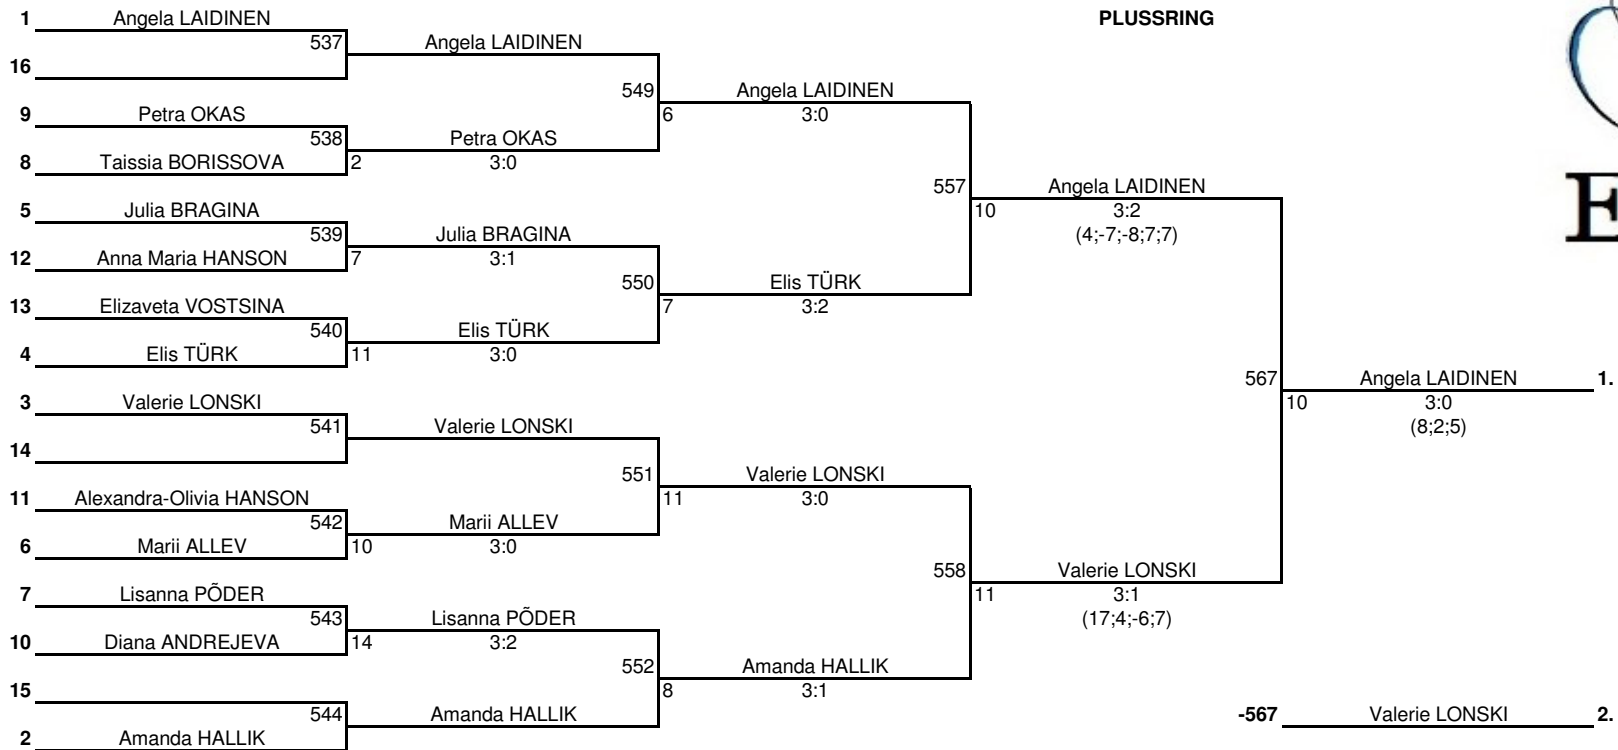 PLUSSRING
1 Angela LAIDINEN
537 Angela LAIDINEN
16
549 Angela LAIDINEN
9 Petra OKAS
6 3:0
538 Petra OKAS
8 Taissia BORISSOVA 2 3:0
557 Angela LAIDINEN
5 Julia BRAGINA
10 3:2
539 Julia BRAGINA
(4;-7;-8;7;7)
E
12 Anna Maria HANSON 7 3:1
550 Elis TÜRK
13 Elizaveta VOSTSINA
7 3:2
540 Elis TÜRK
4 Elis TÜRK 11 3:0
567 Angela LAIDINEN 1.
3 Valerie LONSKI
10 3:0
541 Valerie LONSKI
(8;2;5)
14
551 Valerie LONSKI
11 Alexandra-Olivia HANSON
11 3:0
542 Marii ALLEV
6 Marii ALLEV 10 3:0
558 Valerie LONSKI
7 Lisanna PÕDER
11 3:1
543 Lisanna PÕDER
(17;4;-6;7)
10 Diana ANDREJEVA 14 3:2
552 Amanda HALLIK
15
8 3:1
544 Amanda HALLIK
-567 Valerie LONSKI 2.
2 Amanda HALLIK